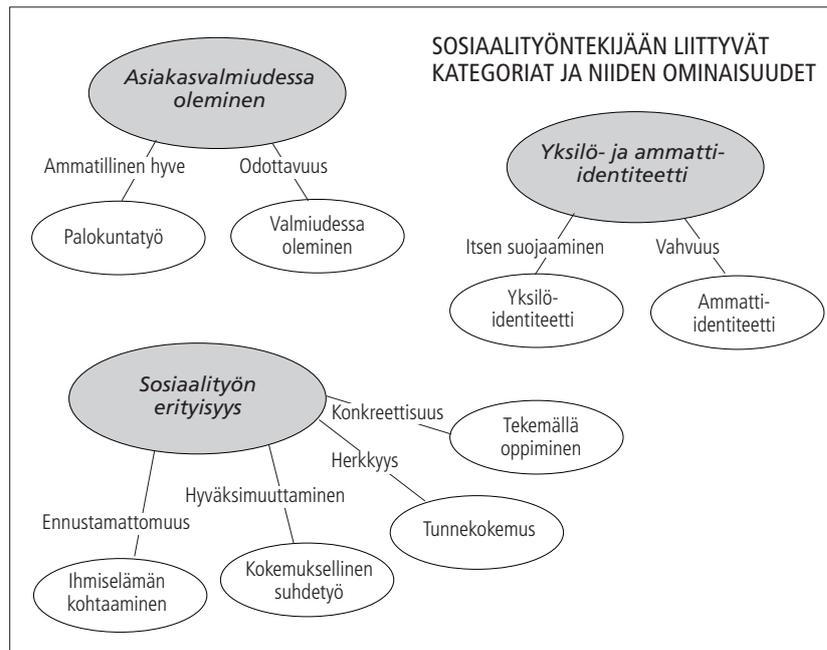 SOSIAALITYÖNTEKIJÄÄN LIITTYVÄT
KATEGORIAT JA NIIDEN OMINAISUUDET
Asiakasvalmiudessa
oleminen
Ammatillinen hyve
Odottavuus
Palokuntatyö
Valmiudessa
oleminen
Yksilö- ja ammatti-
identiteetti
Itsen suojaaminen
Vahvuus
Yksilö-
identiteetti
Ammatti-
identiteetti
Sosiaalityön
erityisyys
Konkreettisuus
Tekemällä
oppiminen
Herkkyys
Tunnekokemus
Hyväksimuuttaminen
Kokemuksellinen
suhdetyö
Ennustamattomuus
Ihmiselämän
kohtaaminen